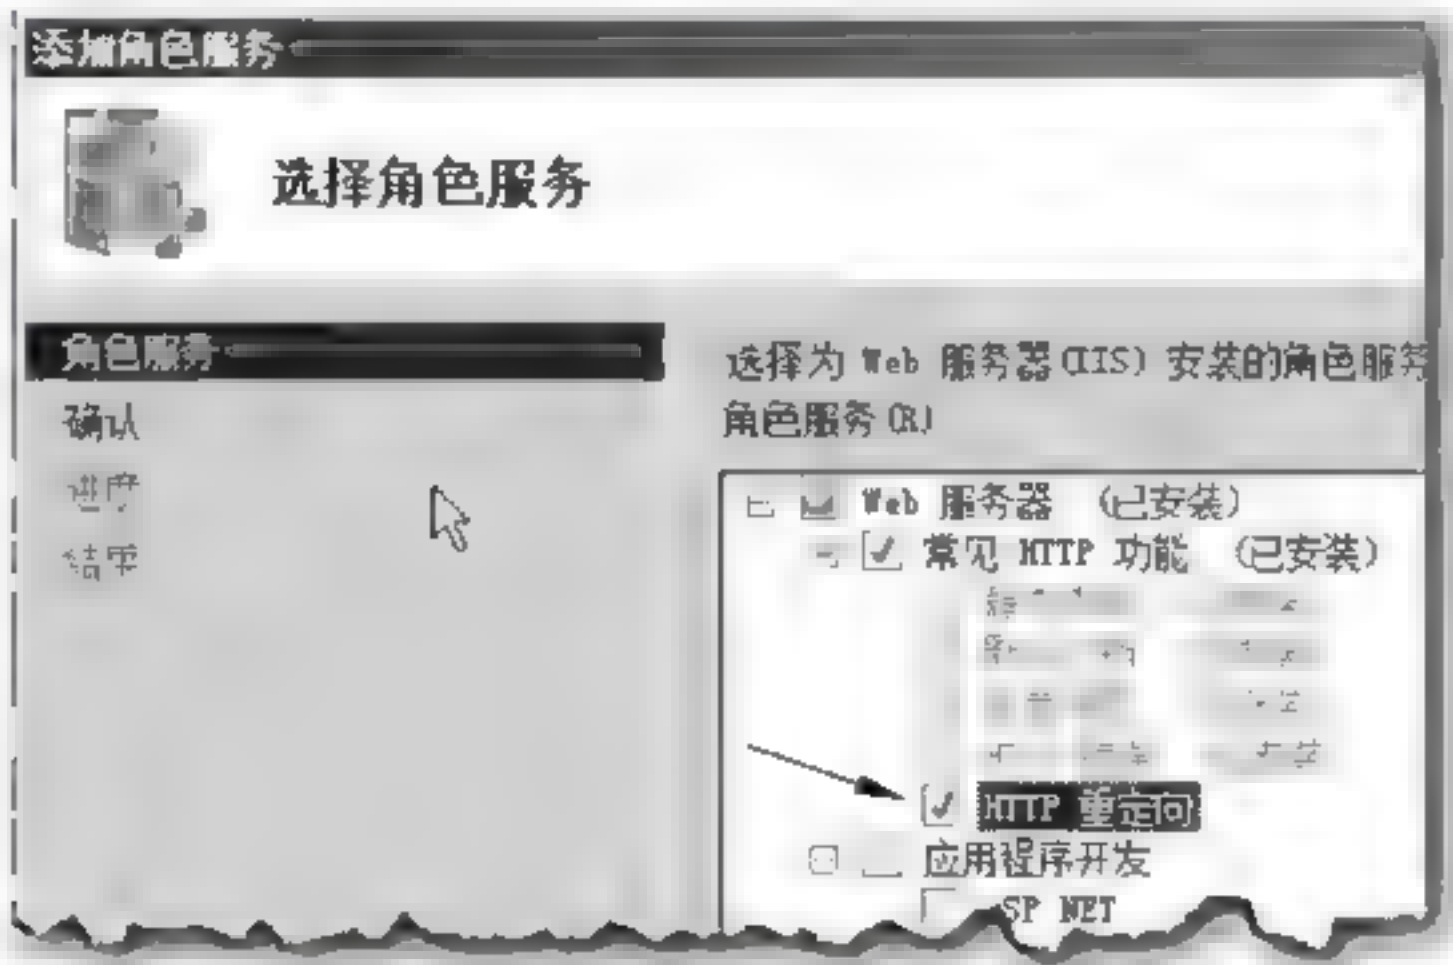 添加角色服务
选择角色服务
角色服务
确认
进度
结果
选择为 Web 服务器(IIS) 安装的角色服务
角色服务(R)
Web 服务器 (已安装)
常见 HTTP 功能 (已安装)
HTTP 重定向
应用程序开发
SP NET